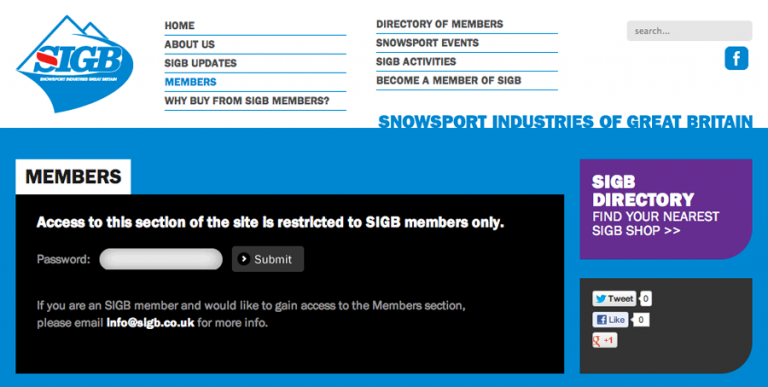 SIGB
SNOWSPORT INDUSTRIES GREAT BRITAIN
HOME
ABOUT US
SIGB UPDATES
MEMBERS
WHY BUY FROM SIGB MEMBERS?
DIRECTORY OF MEMBERS
SNOWSPORT EVENTS
SIGB ACTIVITIES
BECOME A MEMBER OF SIGB
search...
f
SNOWSPORT INDUSTRIES OF GREAT BRITAIN
MEMBERS
Access to this section of the site is restricted to SIGB members only.
Password:
Submit
If you are an SIGB member and would like to gain access to the Members section,
please email info@sigb.co.uk for more info.
SIGB
DIRECTORY
FIND YOUR NEAREST
SIGB SHOP >>
Tweet 0
f Like 0
g +1